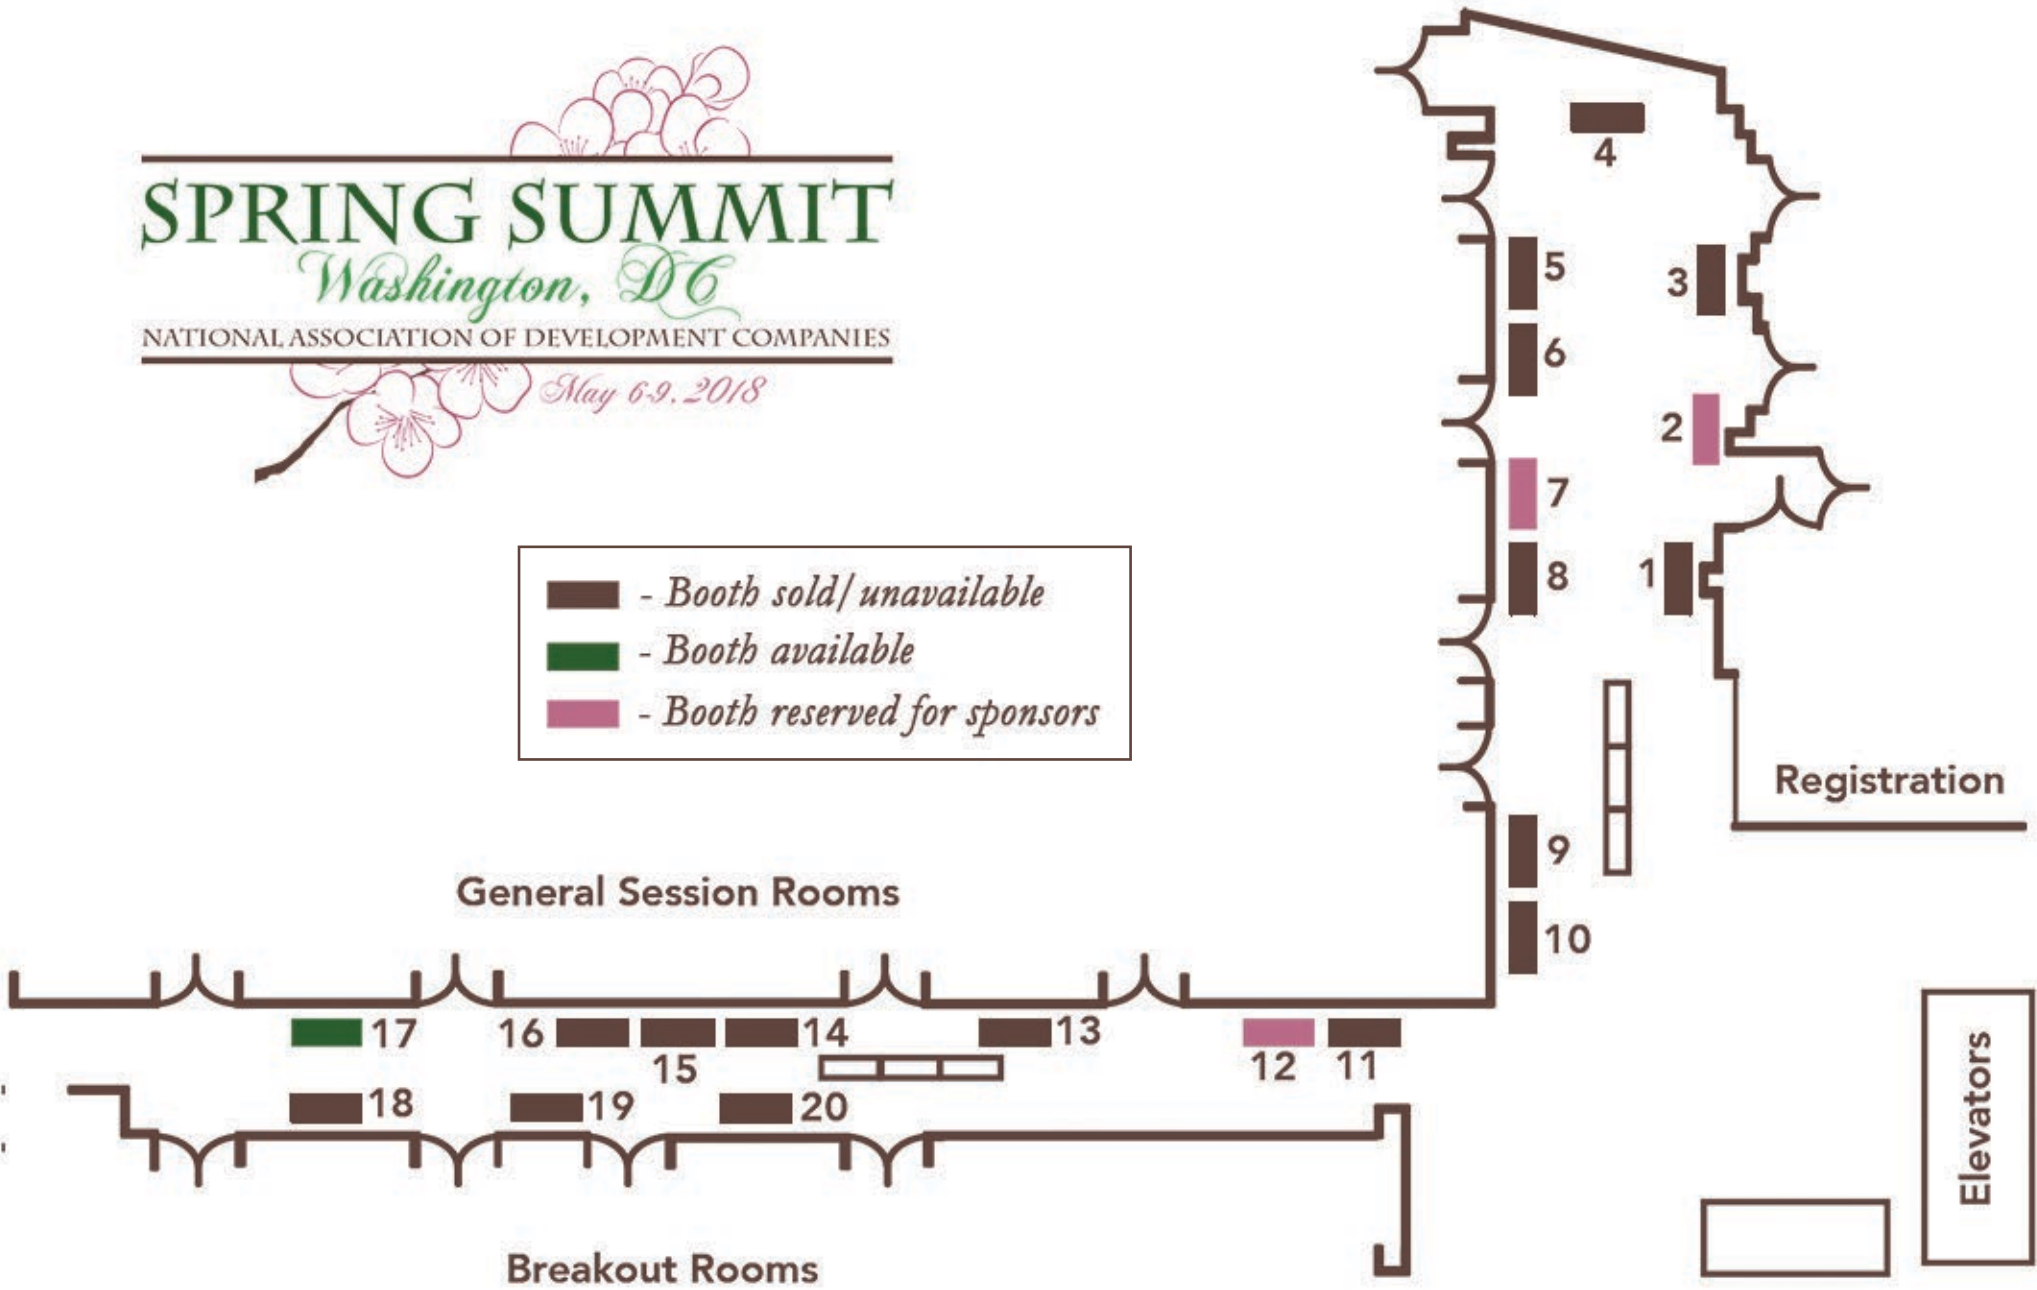 SPRING SUMMIT
Washington, DC
NATIONAL ASSOCIATION OF DEVELOPMENT COMPANIES
May 6-9, 2018
4
5
3
6
2
7
8
1
- Booth sold/ unavailable
- Booth available
- Booth reserved for sponsors
Registration
9
10
General Session Rooms
17
16
14
13
15
12
11
18
19
20
Elevators
Breakout Rooms